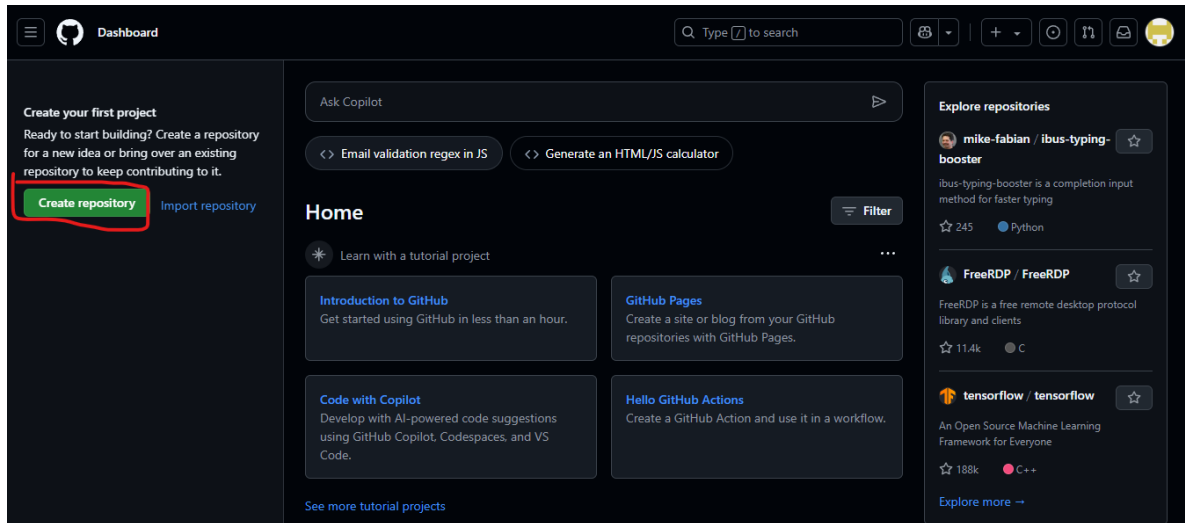 Dashboard
Type / to search
Create your first project
Ready to start building? Create a repository
for a new idea or bring over an existing
repository to keep contributing to it.
Create repository
Import repository
Ask Copilot
Email validation regex in JS
Generate an HTML/JS calculator
Home
Filter
Learn with a tutorial project
Introduction to GitHub
Get started using GitHub in less than an hour.
GitHub Pages
Create a site or blog from your GitHub
repositories with GitHub Pages.
Code with Copilot
Develop with AI-powered code suggestions
using GitHub Copilot, Codespaces, and VS
Code.
Hello GitHub Actions
Create a GitHub Action and use it in a workflow.
See more tutorial projects
Explore repositories
mike-fabian / ibus-typing-
booster
ibus-typing-booster is a completion input
method for faster typing
245 Python
FreeRDP / FreeRDP
FreeRDP is a free remote desktop protocol
library and clients
11.4k C
tensorflow / tensorflow
An Open Source Machine Learning
Framework for Everyone
188k C++
Explore more →